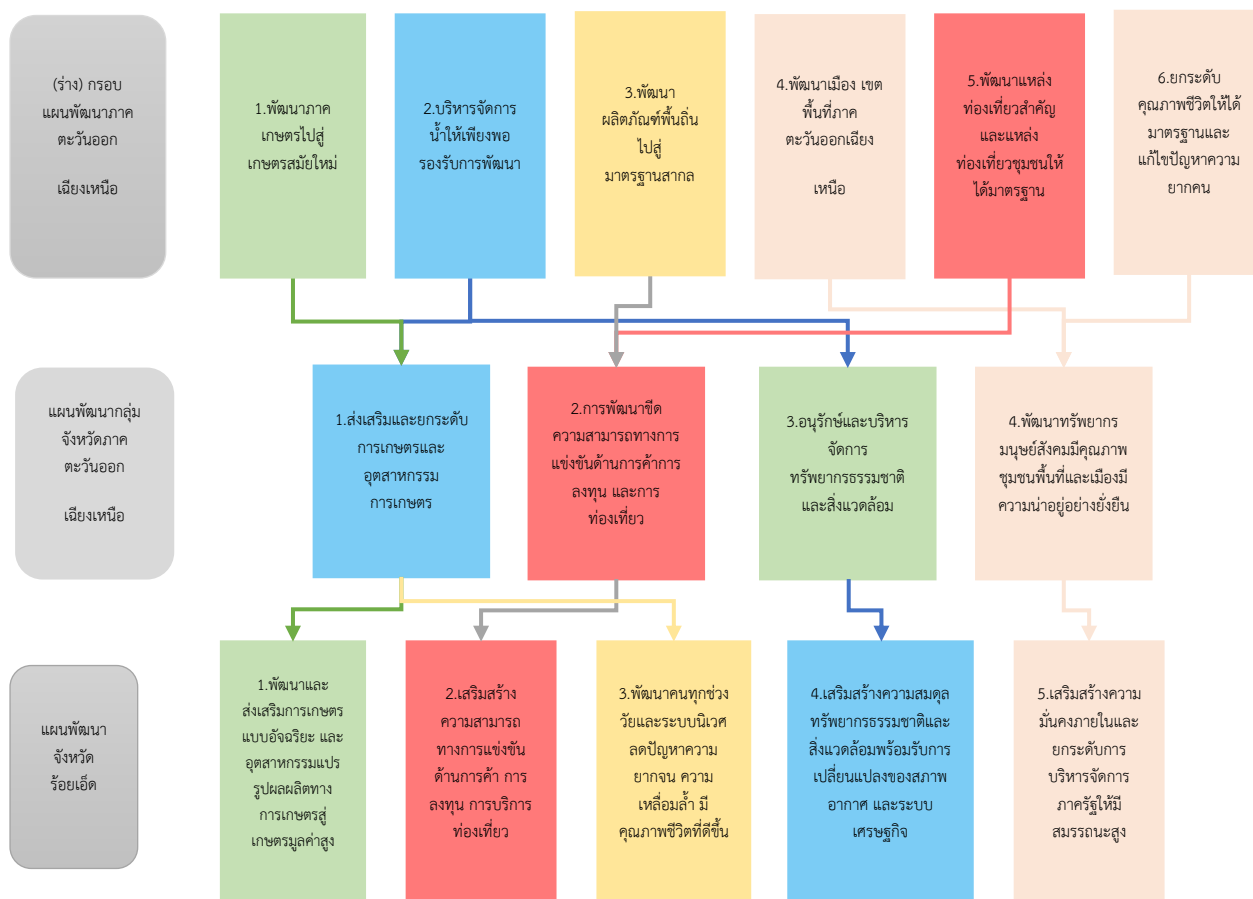 (ร่าง) กรอบ
แผนพัฒนาภาค
ตะวันออก
เฉียงเหนือ
1.พัฒนาภาค
เกษตรไปสู่
เกษตรสมัยใหม่
2.บริหารจัดการ
น้ำให้เพียงพอ
รองรับการพัฒนา
3.พัฒนา
ผลิตภัณฑ์พื้นถิ่น
ไปสู่
มาตรฐานสากล
4.พัฒนาเมือง เขต
พื้นที่ภาค
ตะวันออกเฉียง
เหนือ
5.พัฒนาแหล่ง
ท่องเที่ยวสำคัญ
และแหล่ง
ท่องเที่ยวชุมชนให้
ได้มาตรฐาน
6.ยกระดับ
คุณภาพชีวิตให้ได้
มาตรฐานและ
แก้ไขปัญหาความ
ยากคน
แผนพัฒนากลุ่ม
จังหวัดภาค
ตะวันออก
เฉียงเหนือ
1.ส่งเสริมและยกระดับ
การเกษตรและ
อุตสาหกรรม
การเกษตร
2.การพัฒนาขีด
ความสามารถทางการ
แข่งขันด้านการค้าการ
ลงทุน และการ
ท่องเที่ยว
3.อนุรักษ์และบริหาร
จัดการ
ทรัพยากรธรรมชาติ
และสิ่งแวดล้อม
4.พัฒนาทรัพยากร
มนุษย์สังคมมีคุณภาพ
ชุมชนพื้นที่และเมืองมี
ความน่าอยู่อย่างยั่งยืน
แผนพัฒนา
จังหวัด
ร้อยเอ็ด
1.พัฒนาและ
ส่งเสริมการเกษตร
แบบอัจฉริยะ และ
อุตสาหกรรมแปร
รูปผลผลิตทาง
การเกษตรสู่
เกษตรมูลค่าสูง
2.เสริมสร้าง
ความสามารถ
ทางการแข่งขัน
ด้านการค้า การ
ลงทุน การบริการ
ท่องเที่ยว
3.พัฒนาคนทุกช่วง
วัยและระบบนิเวศ
ลดปัญหาความ
ยากจน ความ
เหลื่อมล้ำ มี
คุณภาพชีวิตที่ดีขึ้น
4.เสริมสร้างความสมดุล
ทรัพยากรธรรมชาติและ
สิ่งแวดล้อมพร้อมรับการ
เปลี่ยนแปลงของสภาพ
อากาศ และระบบ
เศรษฐกิจ
5.เสริมสร้างความ
มั่นคงภายในและ
ยกระดับการ
บริหารจัดการ
ภาครัฐให้มี
สมรรถนะสูง